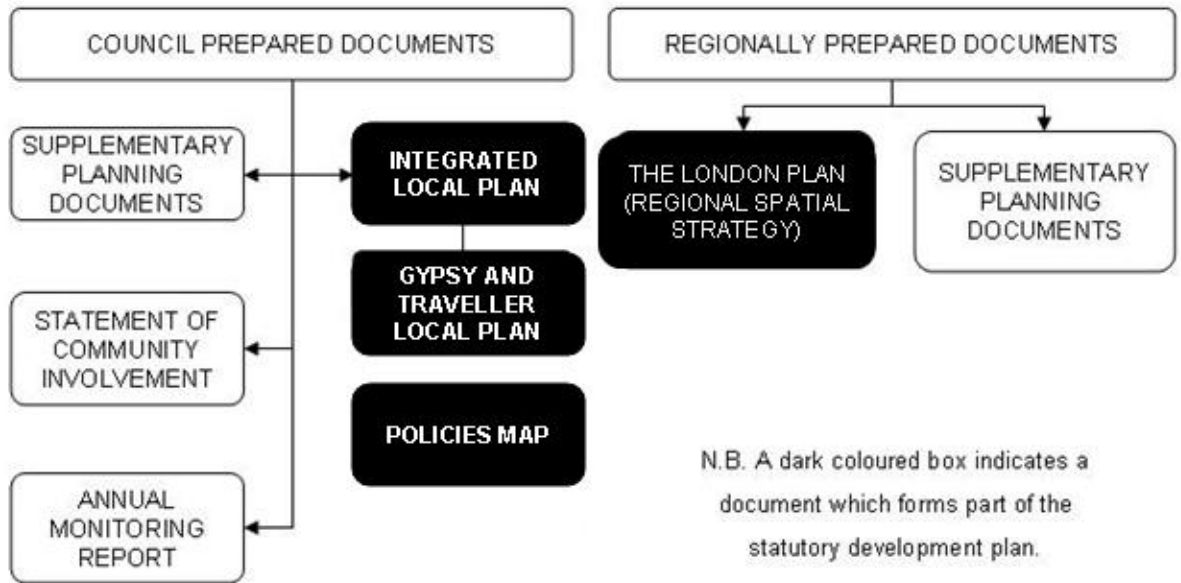 COUNCIL PREPARED DOCUMENTS
SUPPLEMENTARY
PLANNING
DOCUMENTS
INTEGRATED
LOCAL PLAN
GYPSY AND
TRAVELLER
LOCAL PLAN
STATEMENT OF
COMMUNITY
INVOLVEMENT
POLICIES MAP
ANNUAL
MONITORING
REPORT
REGIONALLY PREPARED DOCUMENTS
THE LONDON PLAN
(REGIONAL SPATIAL
STRATEGY)
SUPPLEMENTARY
PLANNING
DOCUMENTS
N.B. A dark coloured box indicates a
document which forms part of the
statutory development plan.